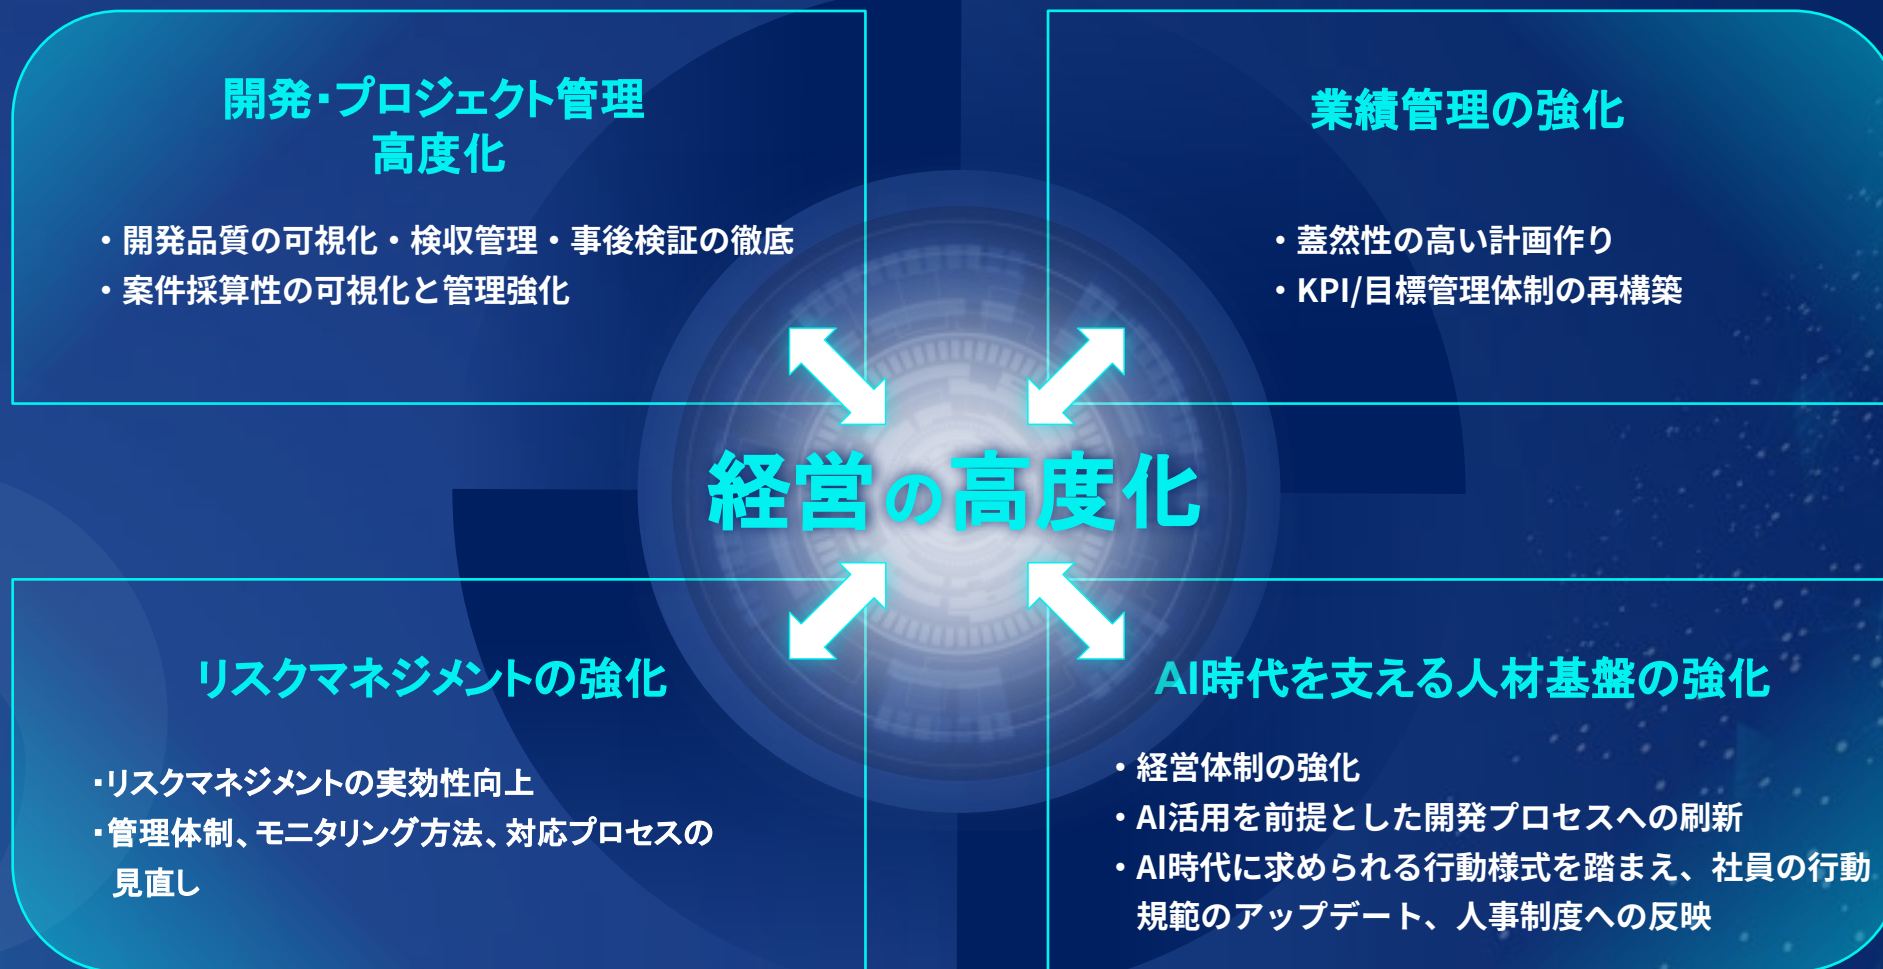 開発・プロジェクト管理
高度化
・開発品質の可視化・検収管理・事後検証の徹底
・案件採算性の可視化と管理強化
業績管理の強化
・蓋然性の高い計画作り
・KPI/目標管理体制の再構築
経営の高度化
リスクマネジメントの強化
・リスクマネジメントの実効性向上
・管理体制、モニタリング方法、対応プロセスの
見直し
AI時代を支える人材基盤の強化
・経営体制の強化
・AI活用を前提とした開発プロセスへの刷新
・AI時代に求められる行動様式を踏まえ、社員の行動
規範のアップデート、人事制度への反映